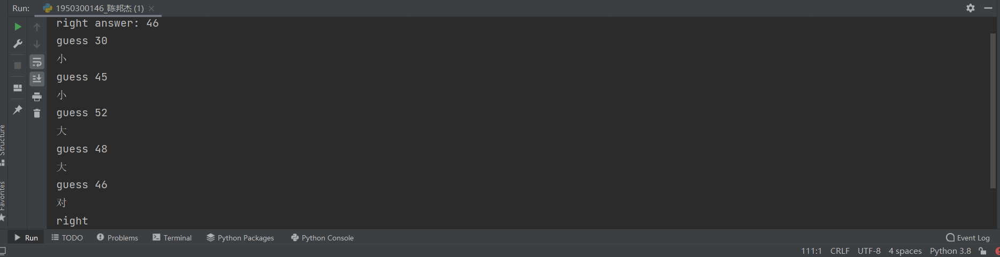 Run: 1950300146_陈邦杰 (1)
right answer: 46
guess 30
小
guess 45
小
guess 52
大
guess 48
大
guess 46
对
right
Structure
Favorites
Run TODO Problems Terminal Python Packages Python Console Event Log
111:1 CRLF UTF-8 4 spaces Python 3.8